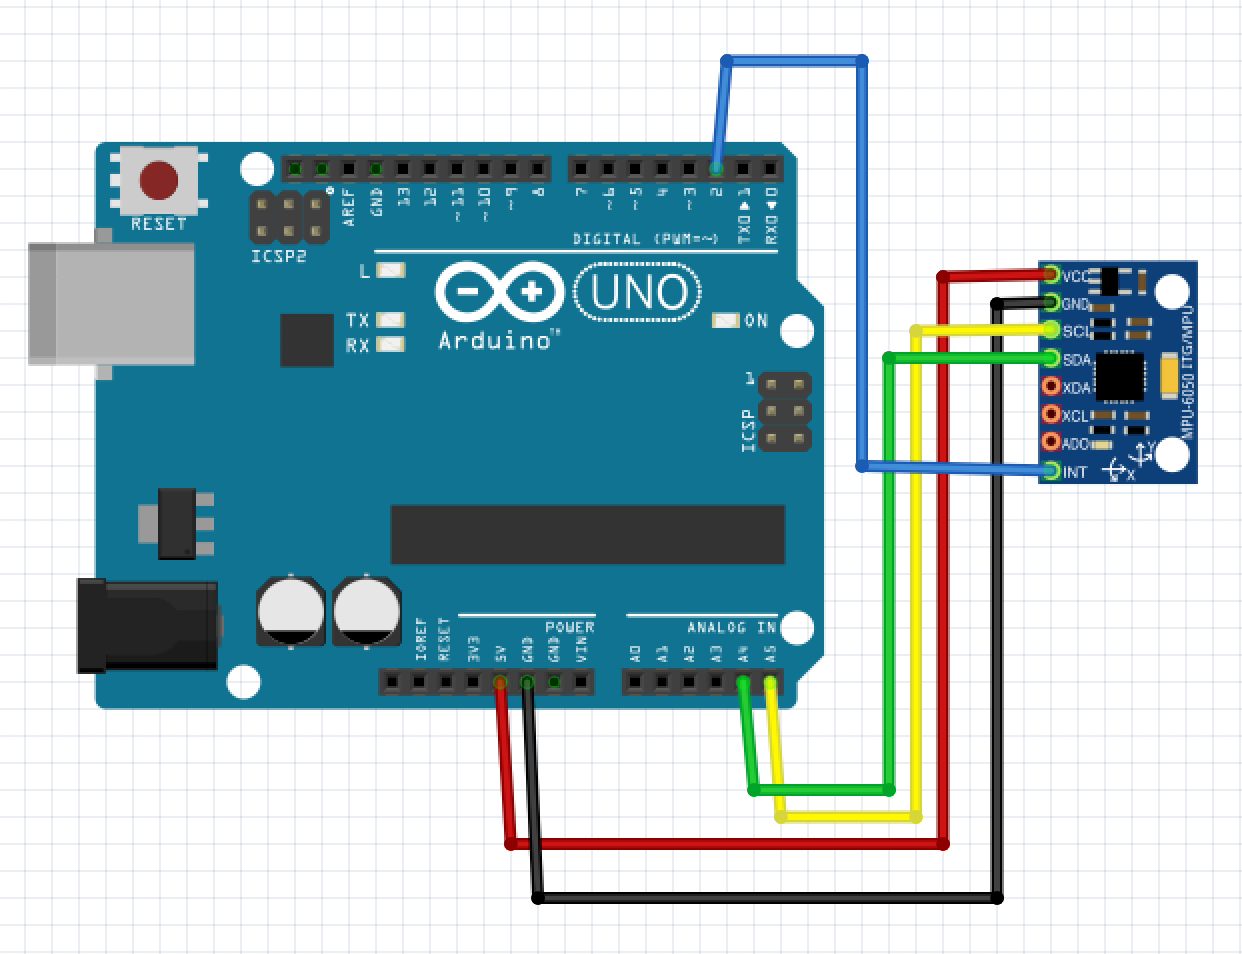 RESET
ICSP2
AREF
GND
13
12
~11
~10
~9
8
7
~6
~5
4
~3
2
TX0 ▶ 1
RX0 ◀ 0
DIGITAL (PWM=~)
L
TX
RX
Arduino™
UNO
ON
1
ICSP
IOREF
RESET
3V3
5V
GND
GND
VIN
POWER
A0
A1
A2
A3
A4
A5
ANALOG IN
VCC
GND
SCL
SDA
XDA
XCL
ADO
INT
MPU-6050 ITG/MPU
Y
X